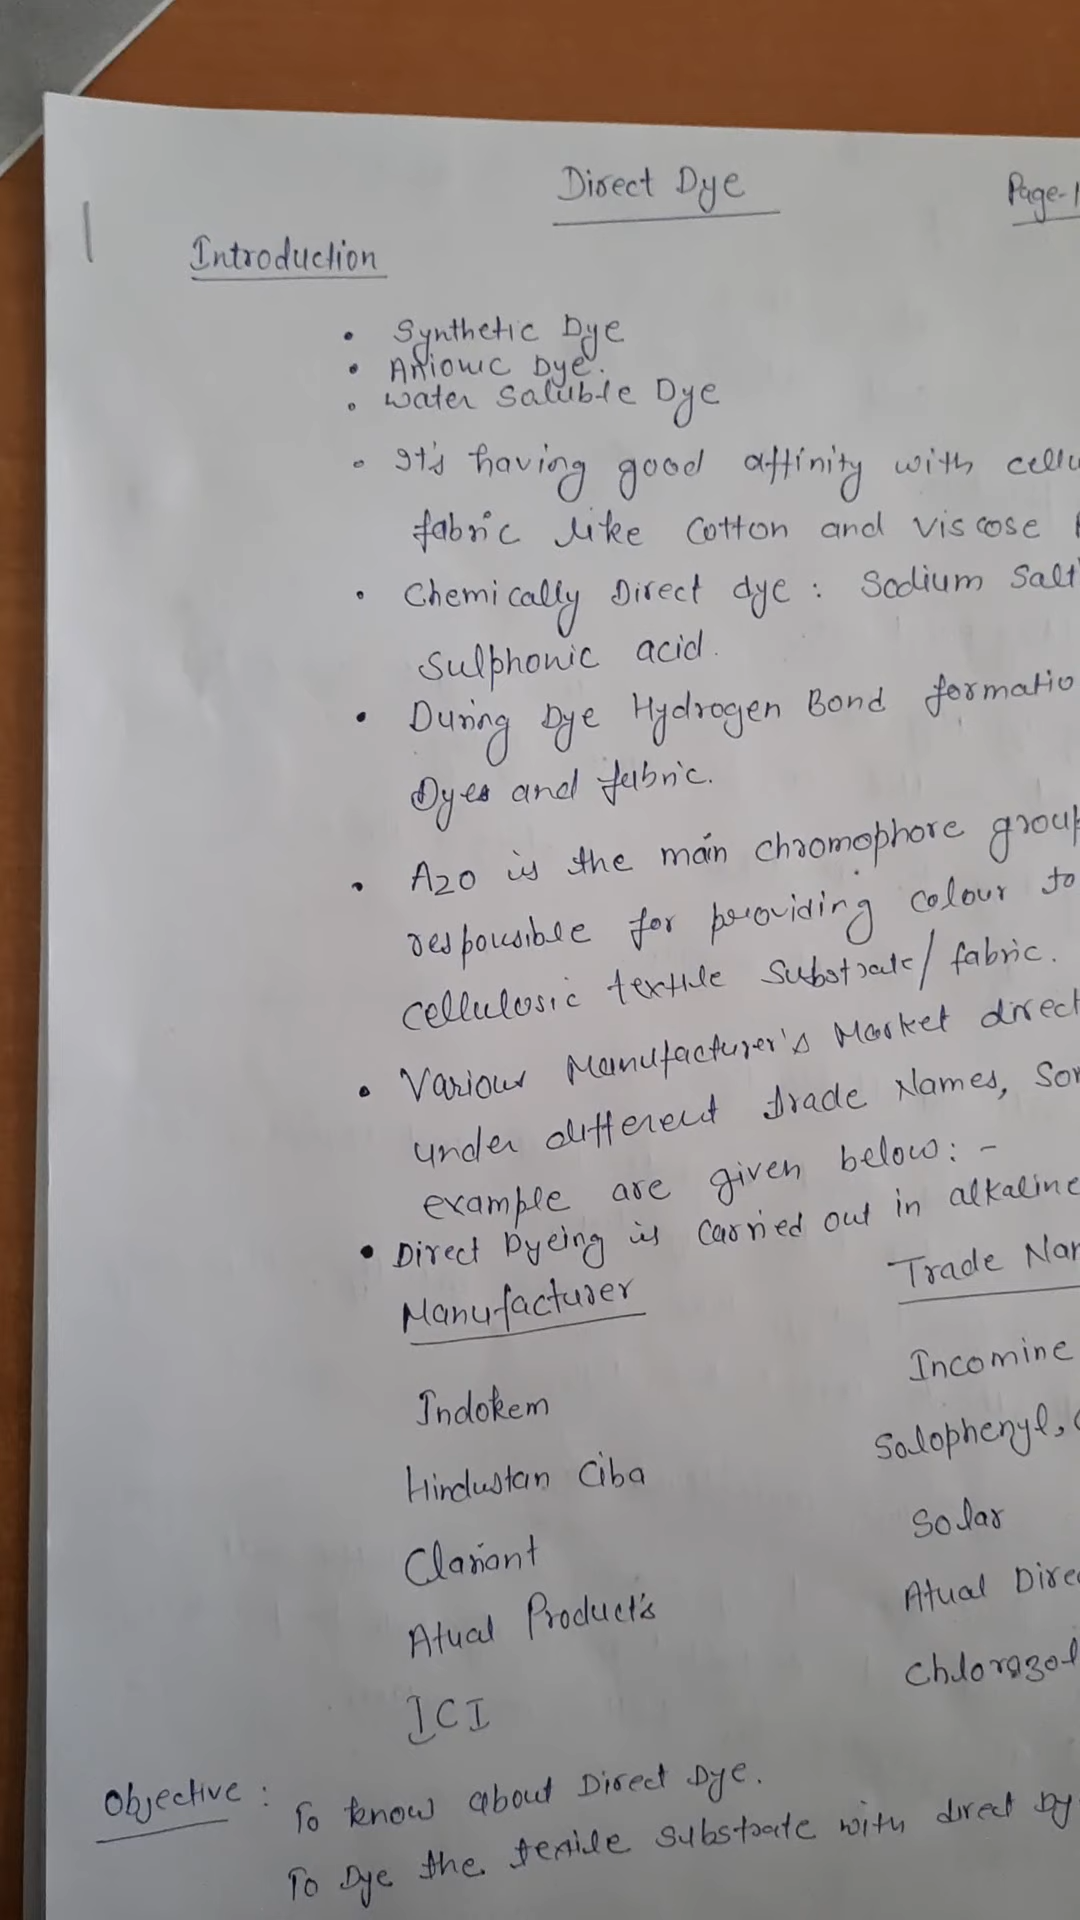 Direct Dye
Page-1
Introduction
• Synthetic Dye
• Anionic Dye.
• Water Saluble Dye
• It's having good affinity with cellu
fabric like Cotton and Viscose
• Chemically Direct dye : Sodium Salt
Sulphonic acid.
• During Dye Hydrogen Bond formatio
Dyes and fabric.
• Azo is the main chromophore group
responsible for providing colour to
cellulosic textile Substrate/fabric.
• Various Manufacturer's Market direct
under different trade Names, Som
example are given below: -
• Direct Dyeing is Carried out in alkaline
Manufacturer Trade Nam
Indokem Incomine
Hindustan Ciba Solophenyl,
Clariant Solar
Atual Product's Atual Direc
ICI Chlorazol
Objective : To know about Direct Dye.
To Dye the textile substrate with direct Dy